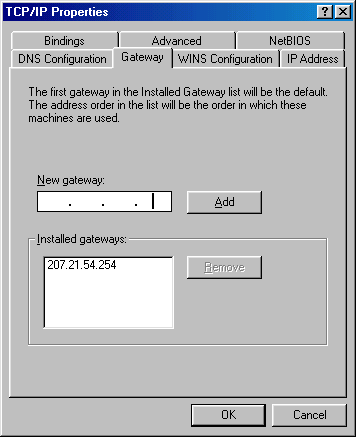 TCP/IP Properties
Bindings Advanced NetBIOS
DNS Configuration Gateway WINS Configuration IP Address
The first gateway in the Installed Gateway list will be the default.
The address order in the list will be the order in which these
machines are used.
New gateway:
. . .
Add
Installed gateways:
207.21.54.254
Remove
OK Cancel